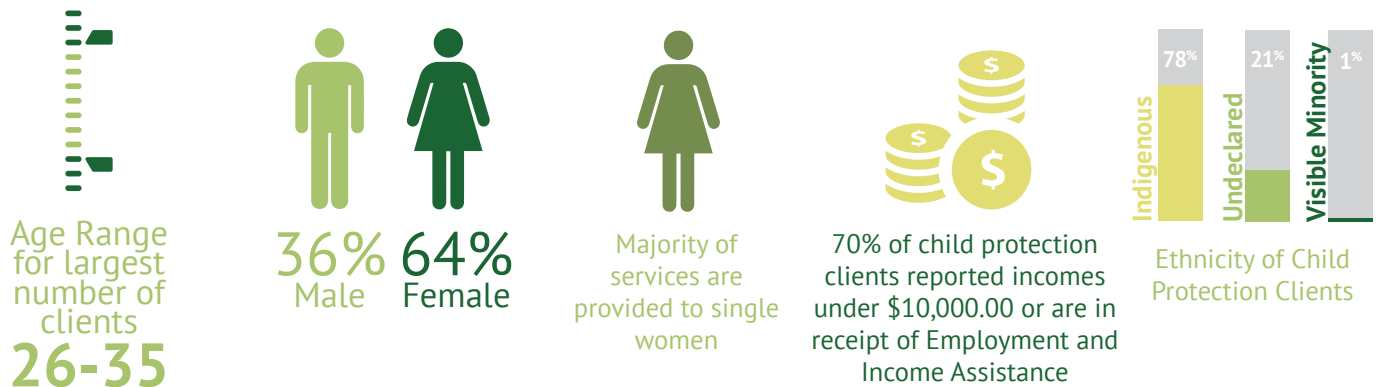 Age Range
for largest
number of
clients
26-35
36%
Male
64%
Female
Majority of
services are
provided to single
women
$
$
$
70% of child protection
clients reported incomes
under $10,000.00 or are in
receipt of Employment and
Income Assistance
78%
Indigenous
21%
Undeclared
1%
Visible Minority
Ethnicity of Child
Protection Clients